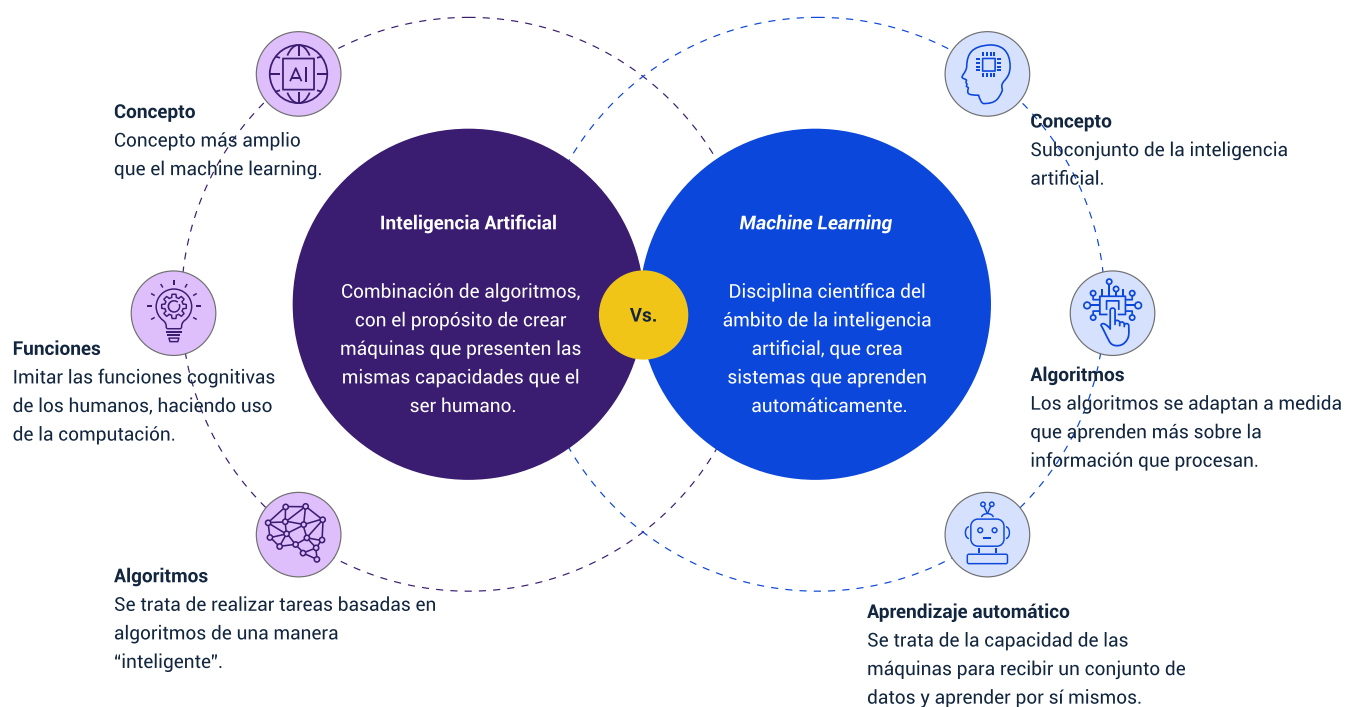 AI
Concepto
Concepto más amplio
que el machine learning.
Funciones
Imitar las funciones cognitivas
de los humanos, haciendo uso
de la computación.
Algoritmos
Se trata de realizar tareas basadas en
algoritmos de una manera
“inteligente”.
Inteligencia Artificial
Combinación de algoritmos,
con el propósito de crear
máquinas que presenten las
mismas capacidades que el
ser humano.
Vs.
Machine Learning
Disciplina científica del
ámbito de la inteligencia
artificial, que crea
sistemas que aprenden
automáticamente.
Concepto
Subconjunto de la inteligencia
artificial.
Algoritmos
Los algoritmos se adaptan a medida
que aprenden más sobre la
información que procesan.
Aprendizaje automático
Se trata de la capacidad de las
máquinas para recibir un conjunto de
datos y aprender por sí mismos.